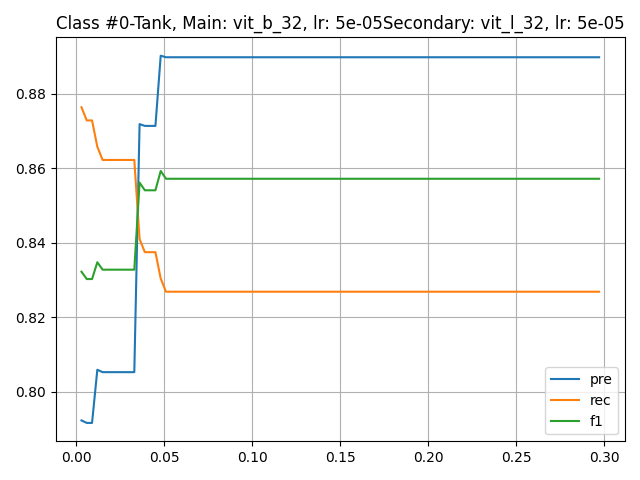 Class #0-Tank, Main: vit_b_32, lr: 5e-05Secondary: vit_l_32, lr: 5e-05
0.88
0.86
0.84
0.82
0.80
pre
rec
f1
0.00 0.05 0.10 0.15 0.20 0.25 0.30